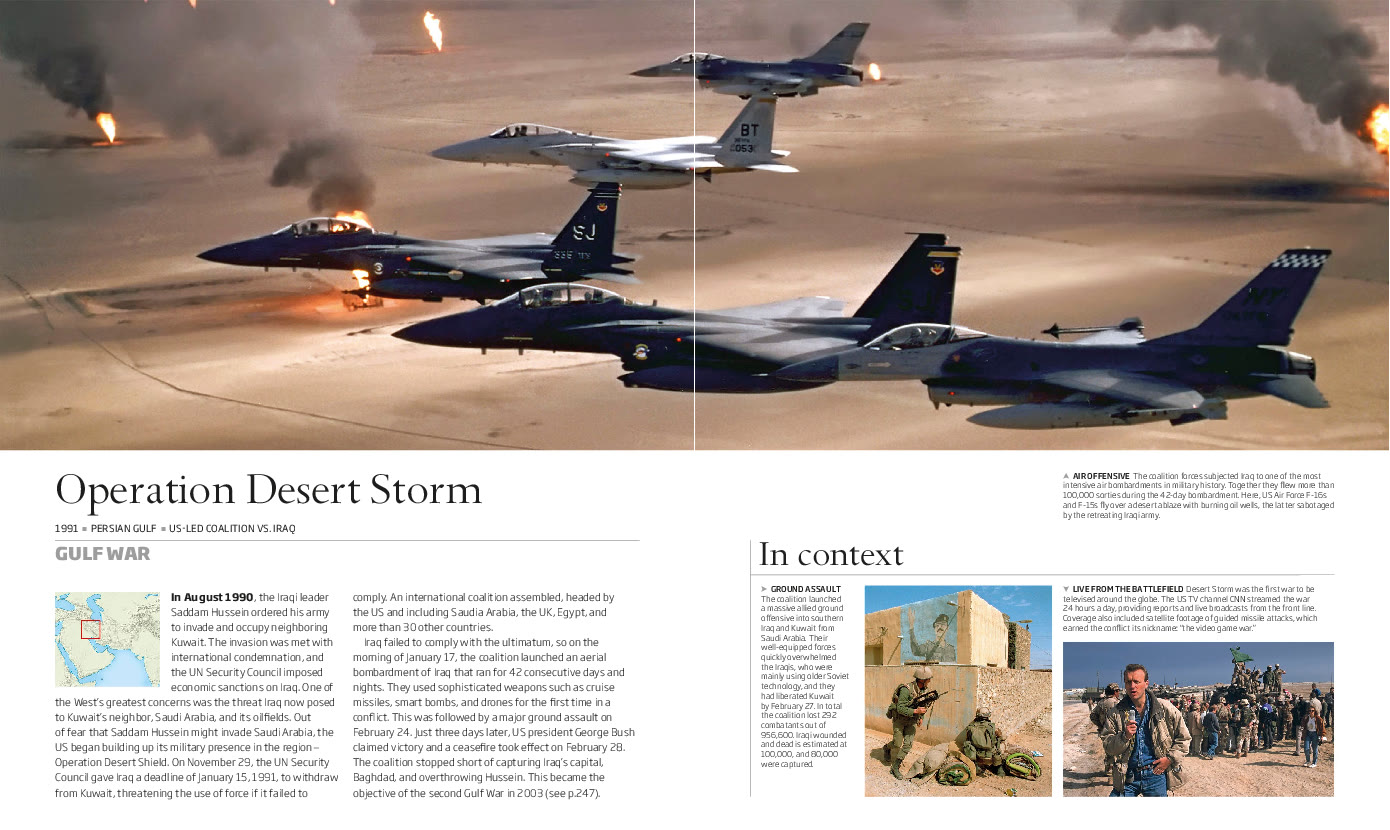 BT
053
SJ
Operation Desert Storm
1991 ■ PERSIAN GULF ■ US-LED COALITION VS. IRAQ
GULF WAR
In August 1990, the Iraqi leader
Saddam Hussein ordered his army
to invade and occupy neighboring
Kuwait. The invasion was met with
international condemnation, and
the UN Security Council imposed
economic sanctions on Iraq. One of
the West's greatest concerns was the threat Iraq now posed
to Kuwait's neighbor, Saudi Arabia, and its oilfields. Out
of fear that Saddam Hussein might invade Saudi Arabia, the
US began building up its military presence in the region –
Operation Desert Shield. On November 29, the UN Security
Council gave Iraq a deadline of January 15, 1991, to withdraw
from Kuwait, threatening the use of force if it failed to
comply. An international coalition assembled, headed by
the US and including Saudia Arabia, the UK, Egypt, and
more than 30 other countries.
Iraq failed to comply with the ultimatum, so on the
morning of January 17, the coalition launched an aerial
bombardment of Iraq that ran for 42 consecutive days and
nights. They used sophisticated weapons such as cruise
missiles, smart bombs, and drones for the first time in a
conflict. This was followed by a major ground assault on
February 24. Just three days later, US president George Bush
claimed victory and a ceasefire took effect on February 28.
The coalition stopped short of capturing Iraq's capital,
Baghdad, and overthrowing Hussein. This became the
objective of the second Gulf War in 2003 (see p.247).
▲ AIR OFFENSIVE The coalition forces subjected Iraq to one of the most
intensive air bombardments in military history. Together they flew more than
100,000 sorties during the 42-day bombardment. Here, US Air Force F-16s
and F-15s fly over a desert ablaze with burning oil wells, the latter sabotaged
by the retreating Iraqi army.
In context
► GROUND ASSAULT
The coalition launched
a massive allied ground
offensive into southern
Iraq and Kuwait from
Saudi Arabia. Their
well-equipped forces
quickly overwhelmed
the Iraqis, who were
mainly using older Soviet
technology, and they
had liberated Kuwait
by February 27. In total
the coalition lost 292
combatants out of
956,600. Iraqi wounded
and dead is estimated at
100,000, and 80,000
were captured.
▼ LIVE FROM THE BATTLEFIELD Desert Storm was the first war to be
televised around the globe. The US TV channel CNN streamed the war
24 hours a day, providing reports and live broadcasts from the front line.
Coverage also included satellite footage of guided missile attacks, which
earned the conflict its nickname: "the video game war."